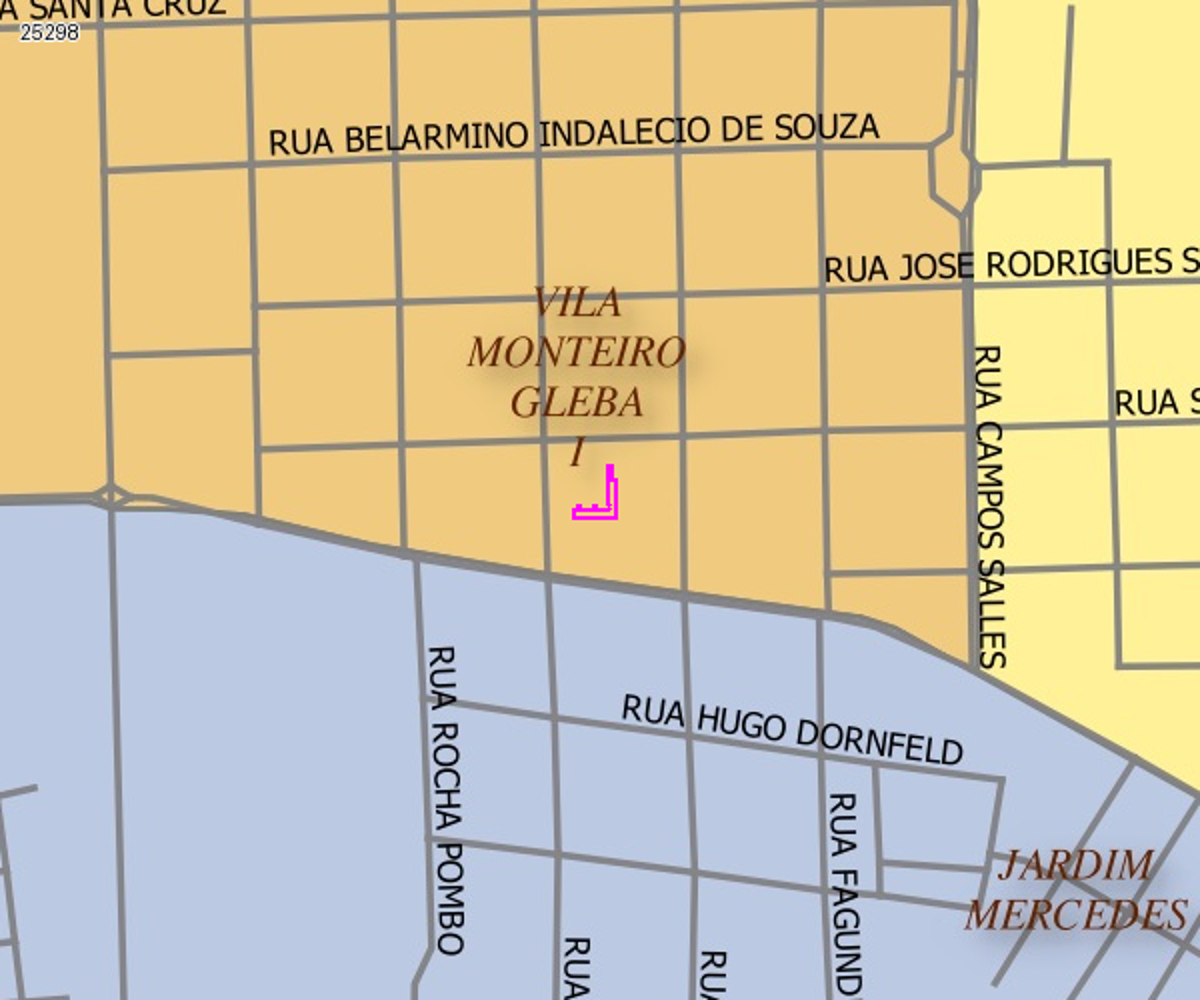 A SANTA CRUZ
25298
RUA BELARMINO INDALECIO DE SOUZA
RUA JOSE RODRIGUES S
VILA
MONTEIRO
GLEBA
I
RUA CAMPOS SALLES
RUA S
RUA ROCHA POMBO
RUA HUGO DORNFELD
RUA FAGUND
JARDIM
MERCEDES
RUA
RUA